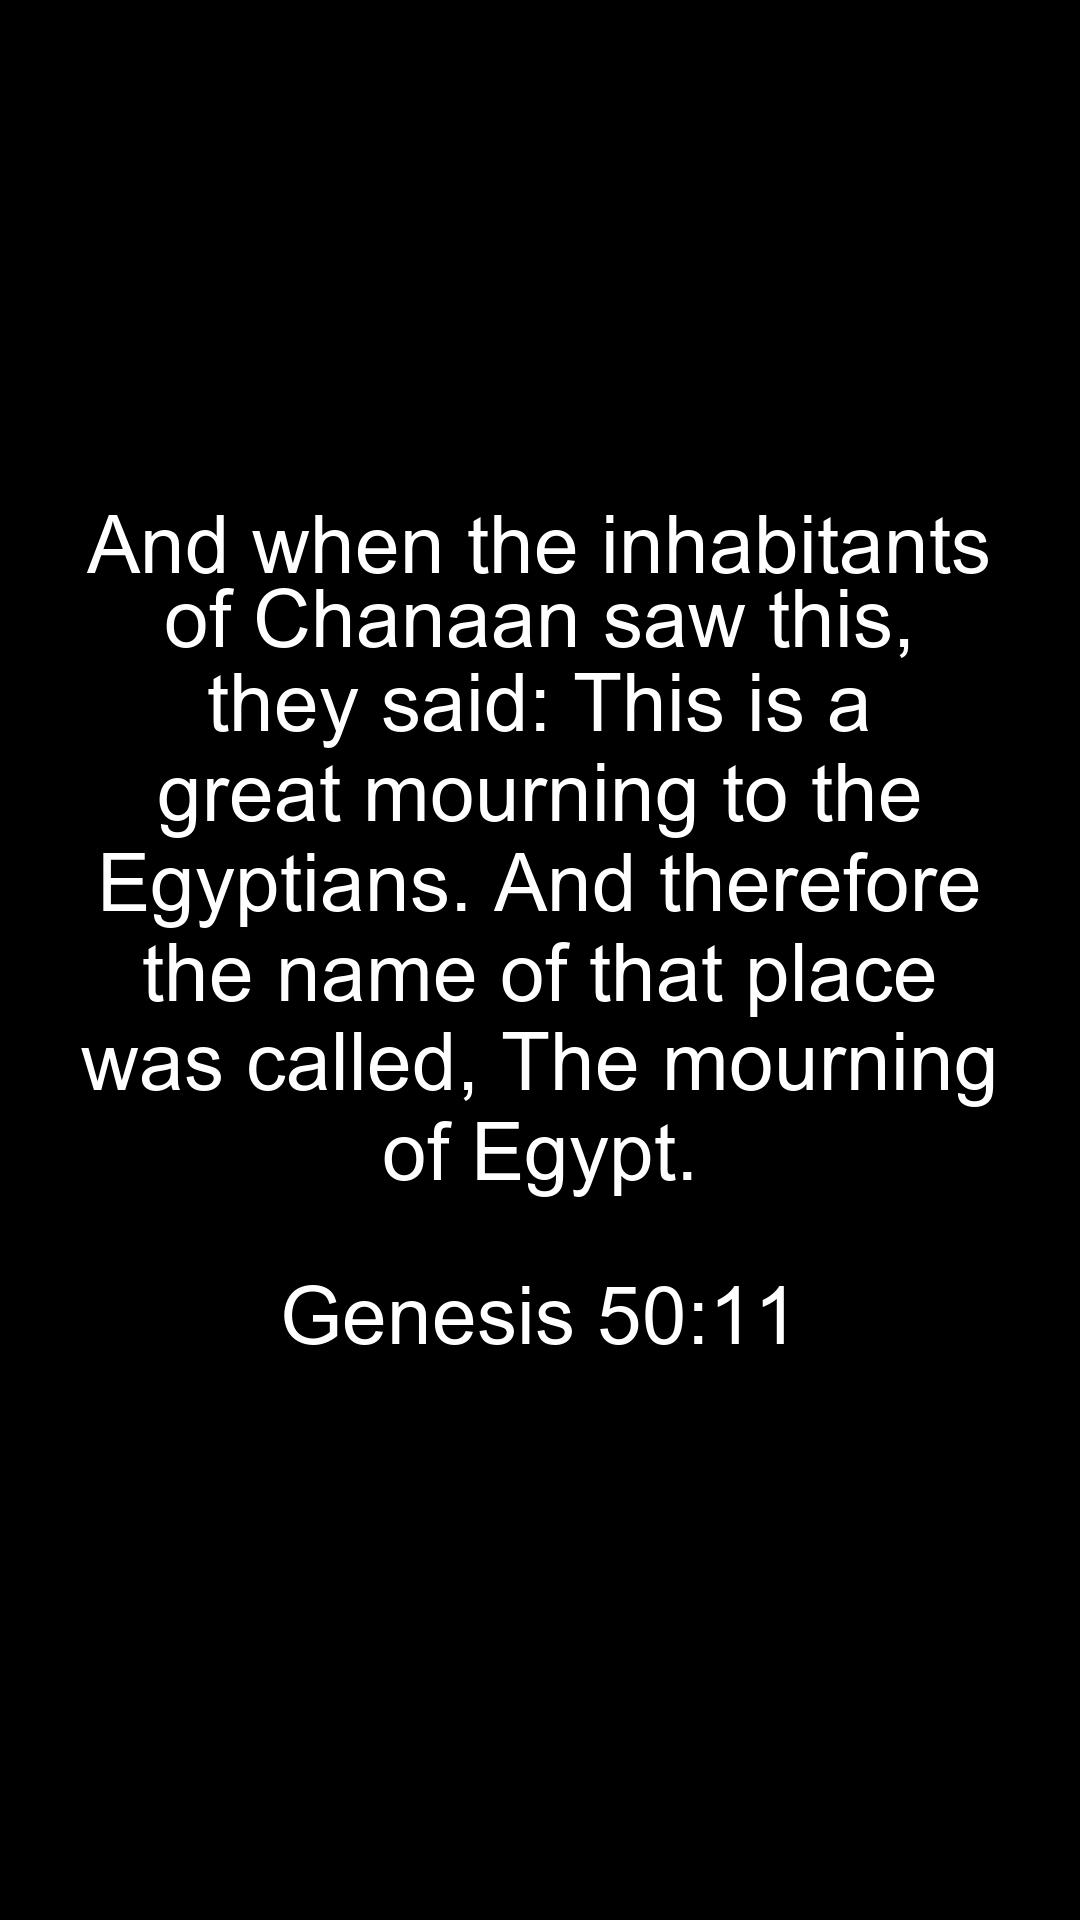 And when the inhabitants
of Chanaan saw this,
they said: This is a
great mourning to the
Egyptians. And therefore
the name of that place
was called, The mourning
of Egypt.
Genesis 50:11